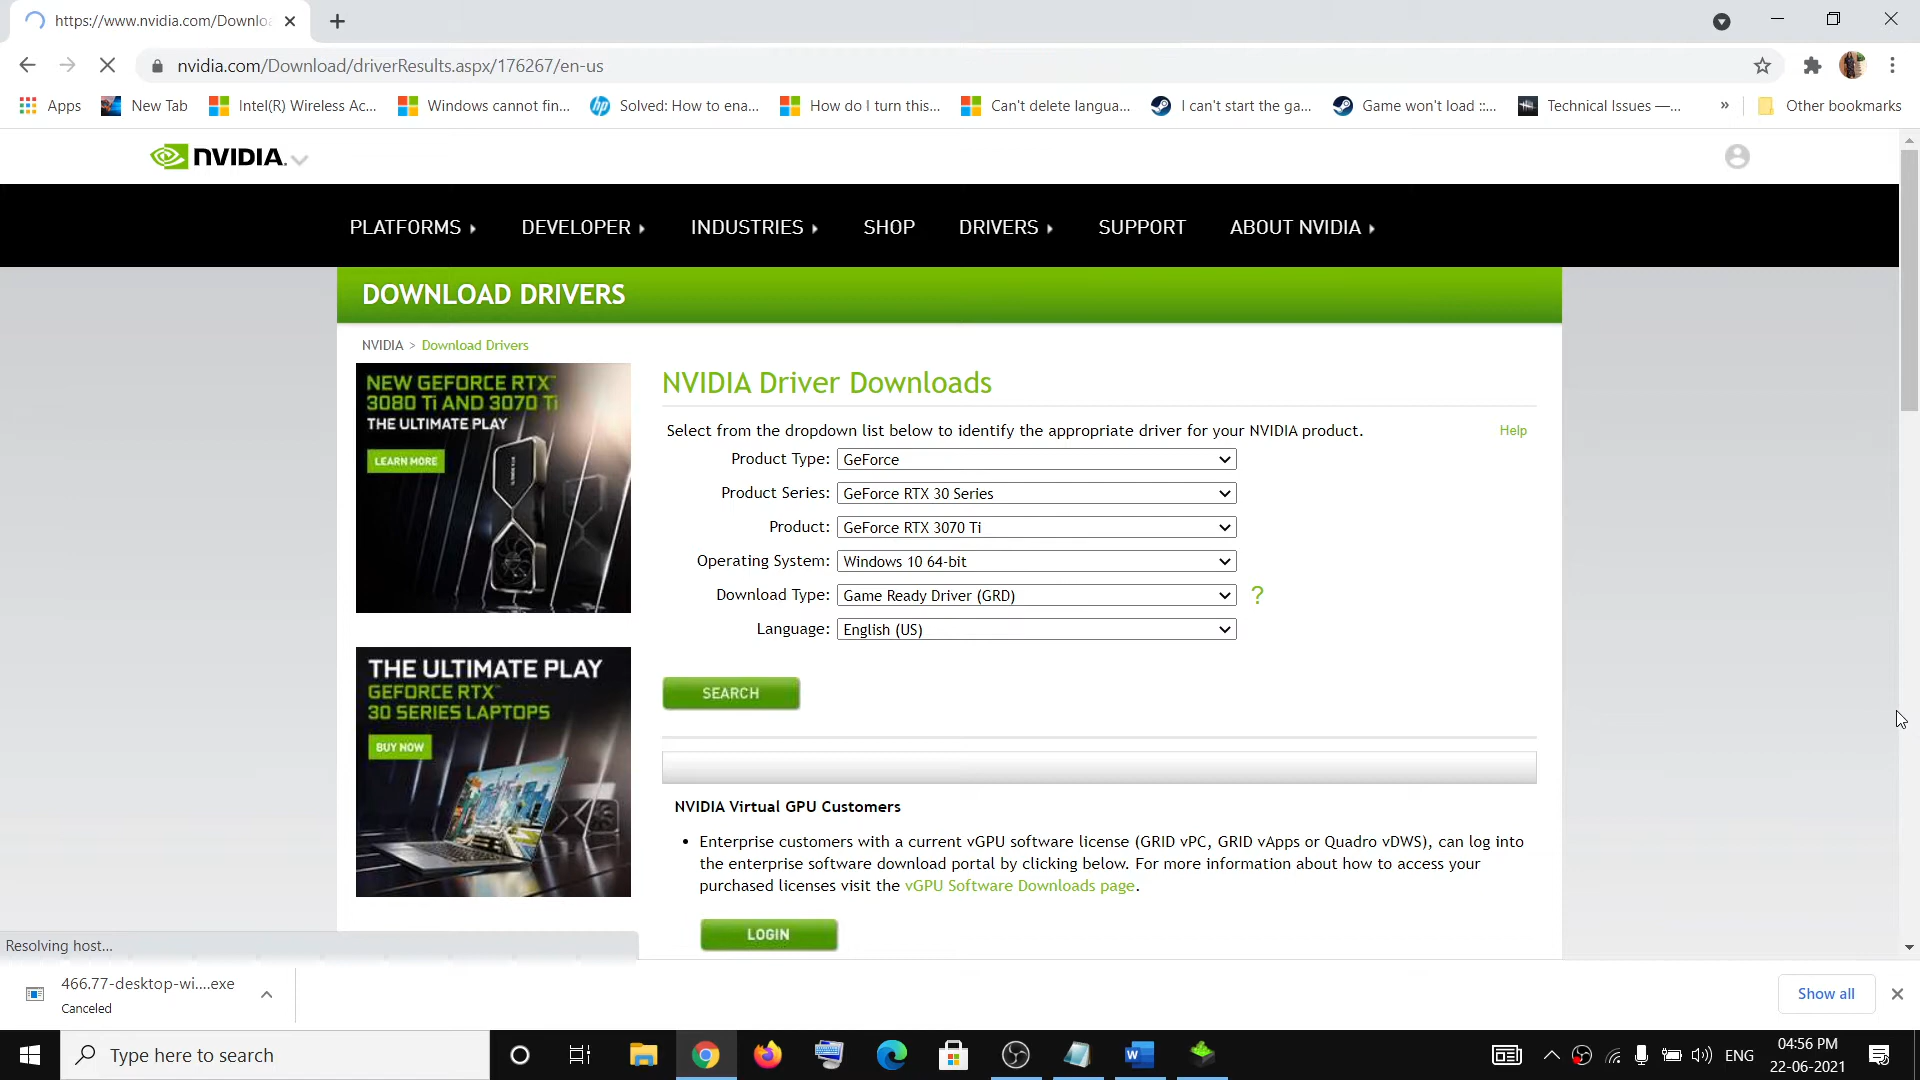 https://www.nvidia.com/Downloa
nvidia.com/Download/driverResults.aspx/176267/en-us
Apps
New Tab
Intel(R) Wireless Ac...
Windows cannot fin...
Solved: How to ena...
How do I turn this...
Can't delete langua...
I can't start the ga...
Game won't load ::...
Technical Issues —...
»
Other bookmarks
NVIDIA.
PLATFORMS
DEVELOPER
INDUSTRIES
SHOP
DRIVERS
SUPPORT
ABOUT NVIDIA
DOWNLOAD DRIVERS
NVIDIA > Download Drivers
NEW GEFORCE RTX™
3080 Ti AND 3070 Ti
THE ULTIMATE PLAY
LEARN MORE
THE ULTIMATE PLAY
GEFORCE RTX™
30 SERIES LAPTOPS
BUY NOW
NVIDIA Driver Downloads
Select from the dropdown list below to identify the appropriate driver for your NVIDIA product.
Help
Product Type: GeForce
Product Series: GeForce RTX 30 Series
Product: GeForce RTX 3070 Ti
Operating System: Windows 10 64-bit
Download Type: Game Ready Driver (GRD) ?
Language: English (US)
SEARCH
NVIDIA Virtual GPU Customers
• Enterprise customers with a current vGPU software license (GRID vPC, GRID vApps or Quadro vDWS), can log into
the enterprise software download portal by clicking below. For more information about how to access your
purchased licenses visit the vGPU Software Downloads page.
LOGIN
Resolving host...
466.77-desktop-wi....exe
Canceled
Show all
Type here to search
ENG
04:56 PM
22-06-2021